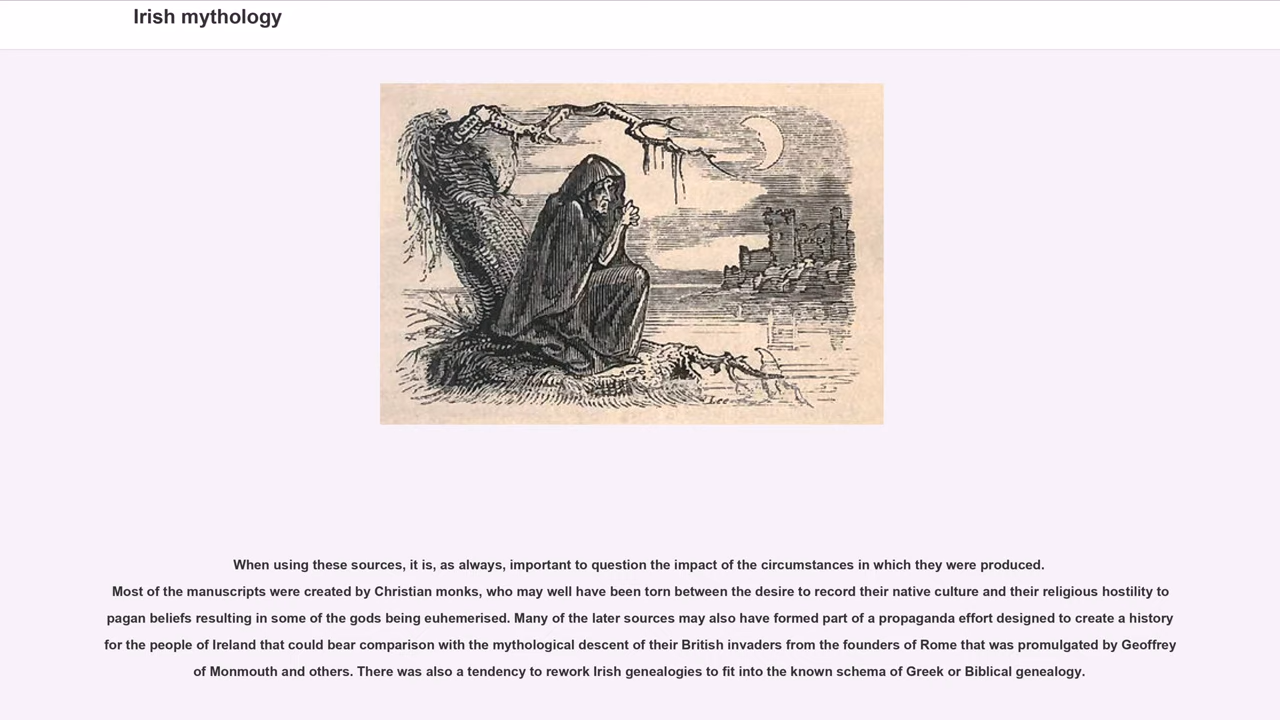 Irish mythology
Lee
When using these sources, it is, as always, important to question the impact of the circumstances in which they were produced.
Most of the manuscripts were created by Christian monks, who may well have been torn between the desire to record their native culture and their religious hostility to
pagan beliefs resulting in some of the gods being euhemerised. Many of the later sources may also have formed part of a propaganda effort designed to create a history
for the people of Ireland that could bear comparison with the mythological descent of their British invaders from the founders of Rome that was promulgated by Geoffrey
of Monmouth and others. There was also a tendency to rework Irish genealogies to fit into the known schema of Greek or Biblical genealogy.